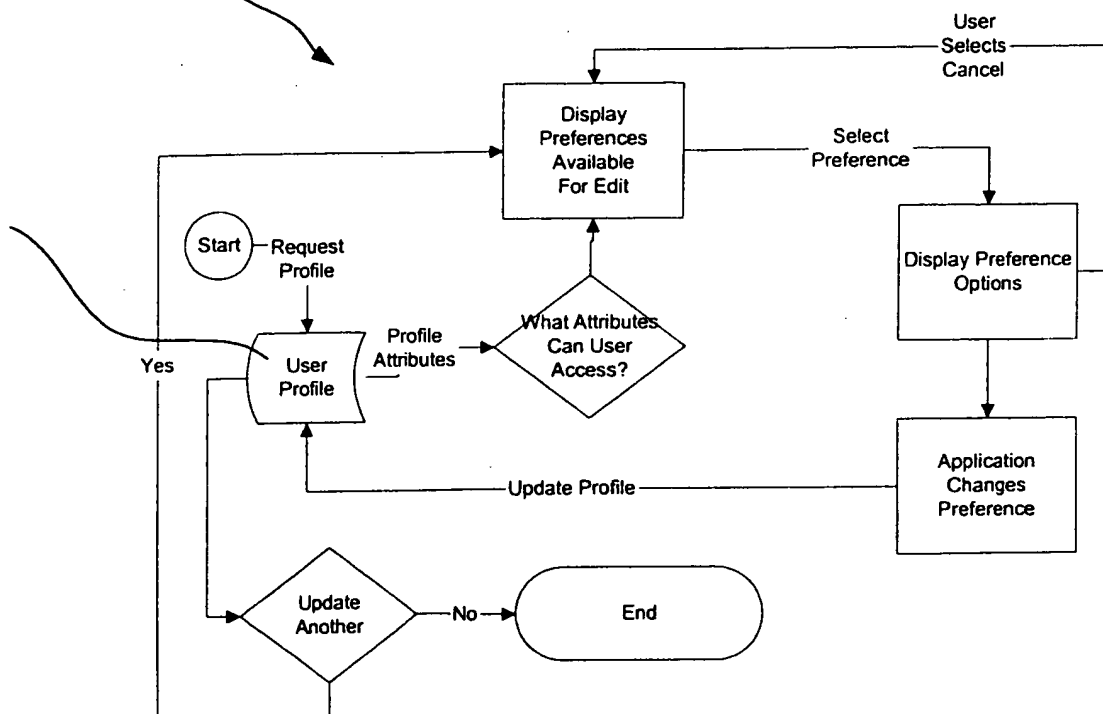 User
Selects
Cancel
Display
Preferences
Available
For Edit
Select
Preference
Start
Request
Profile
Display Preference
Options
What Attributes
Can User
Access?
Profile
Attributes
User
Profile
Yes
Application
Changes
Preference
Update Profile
Update
Another
No
End